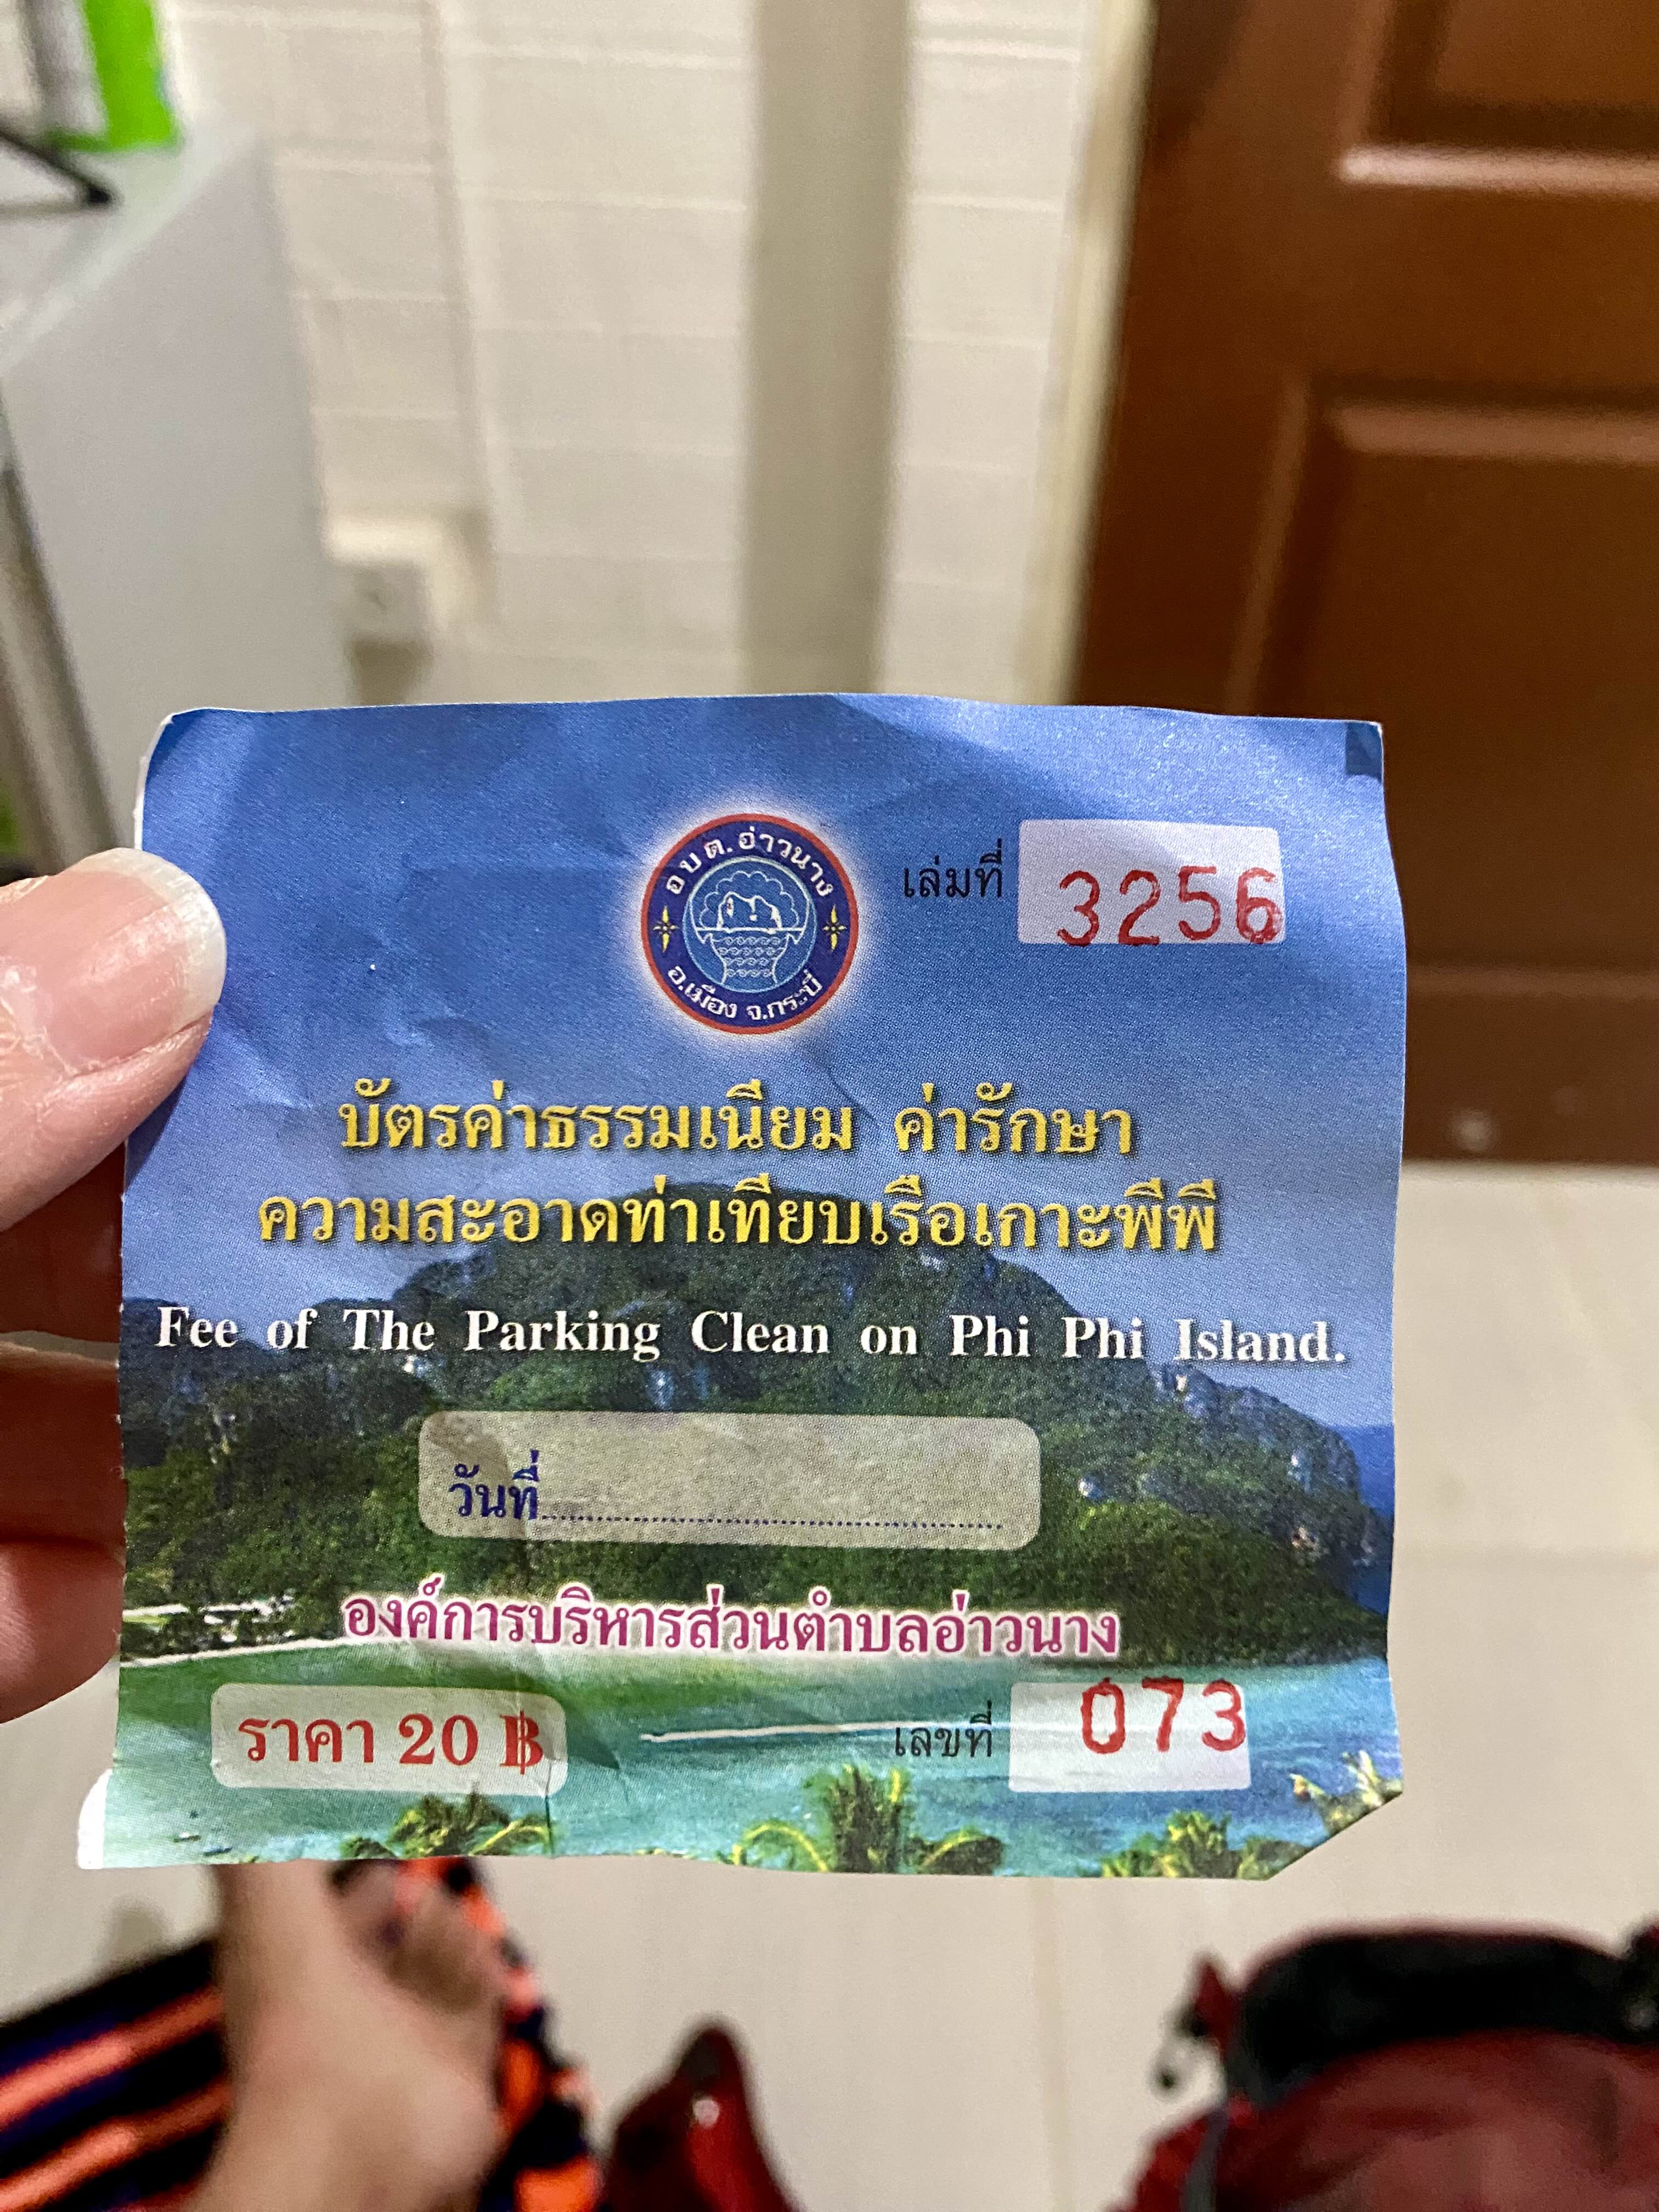 อบต.อ่าวนาง
อ.เมือง จ.กระบี่
เล่มที่ 3256
บัตรค่าธรรมเนียม ค่ารักษา
ความสะอาดท่าเทียบเรือเกาะพีพี
Fee of The Parking Clean on Phi Phi Island.
วันที่
องค์การบริหารส่วนตำบลอ่าวนาง
ราคา 20 ฿
เลขที่ 073